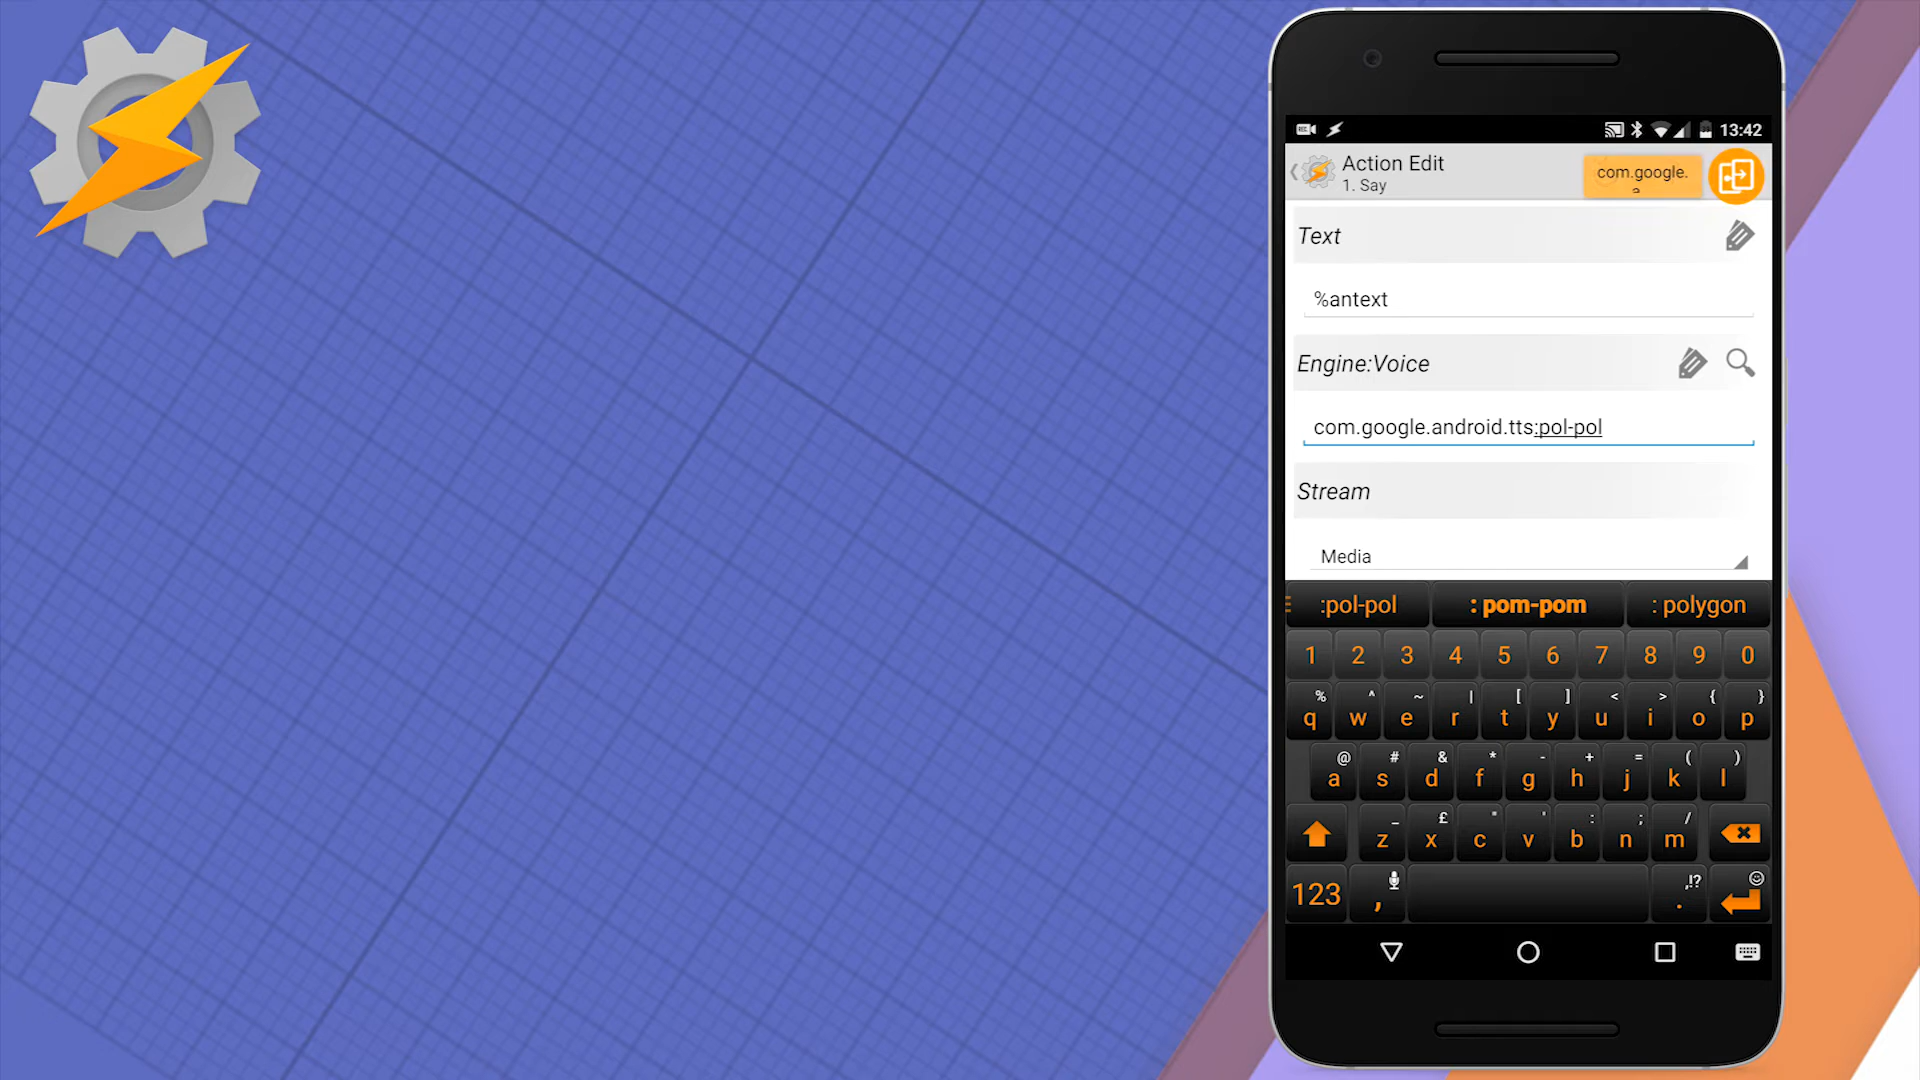 13:42
Action Edit
1. Say
com.google.
a
Text
%antext
Engine:Voice
com.google.android.tts:pol-pol
Stream
Media
:pol-pol : pom-pom : polygon
1 2 3 4 5 6 7 8 9 0
% ^ ~ | [ ] < > { }
q w e r t y u i o p
@ # & * - + = ( )
a s d f g h j k l
_ £ " ' : ; /
z x c v b n m
,!?
123 , .